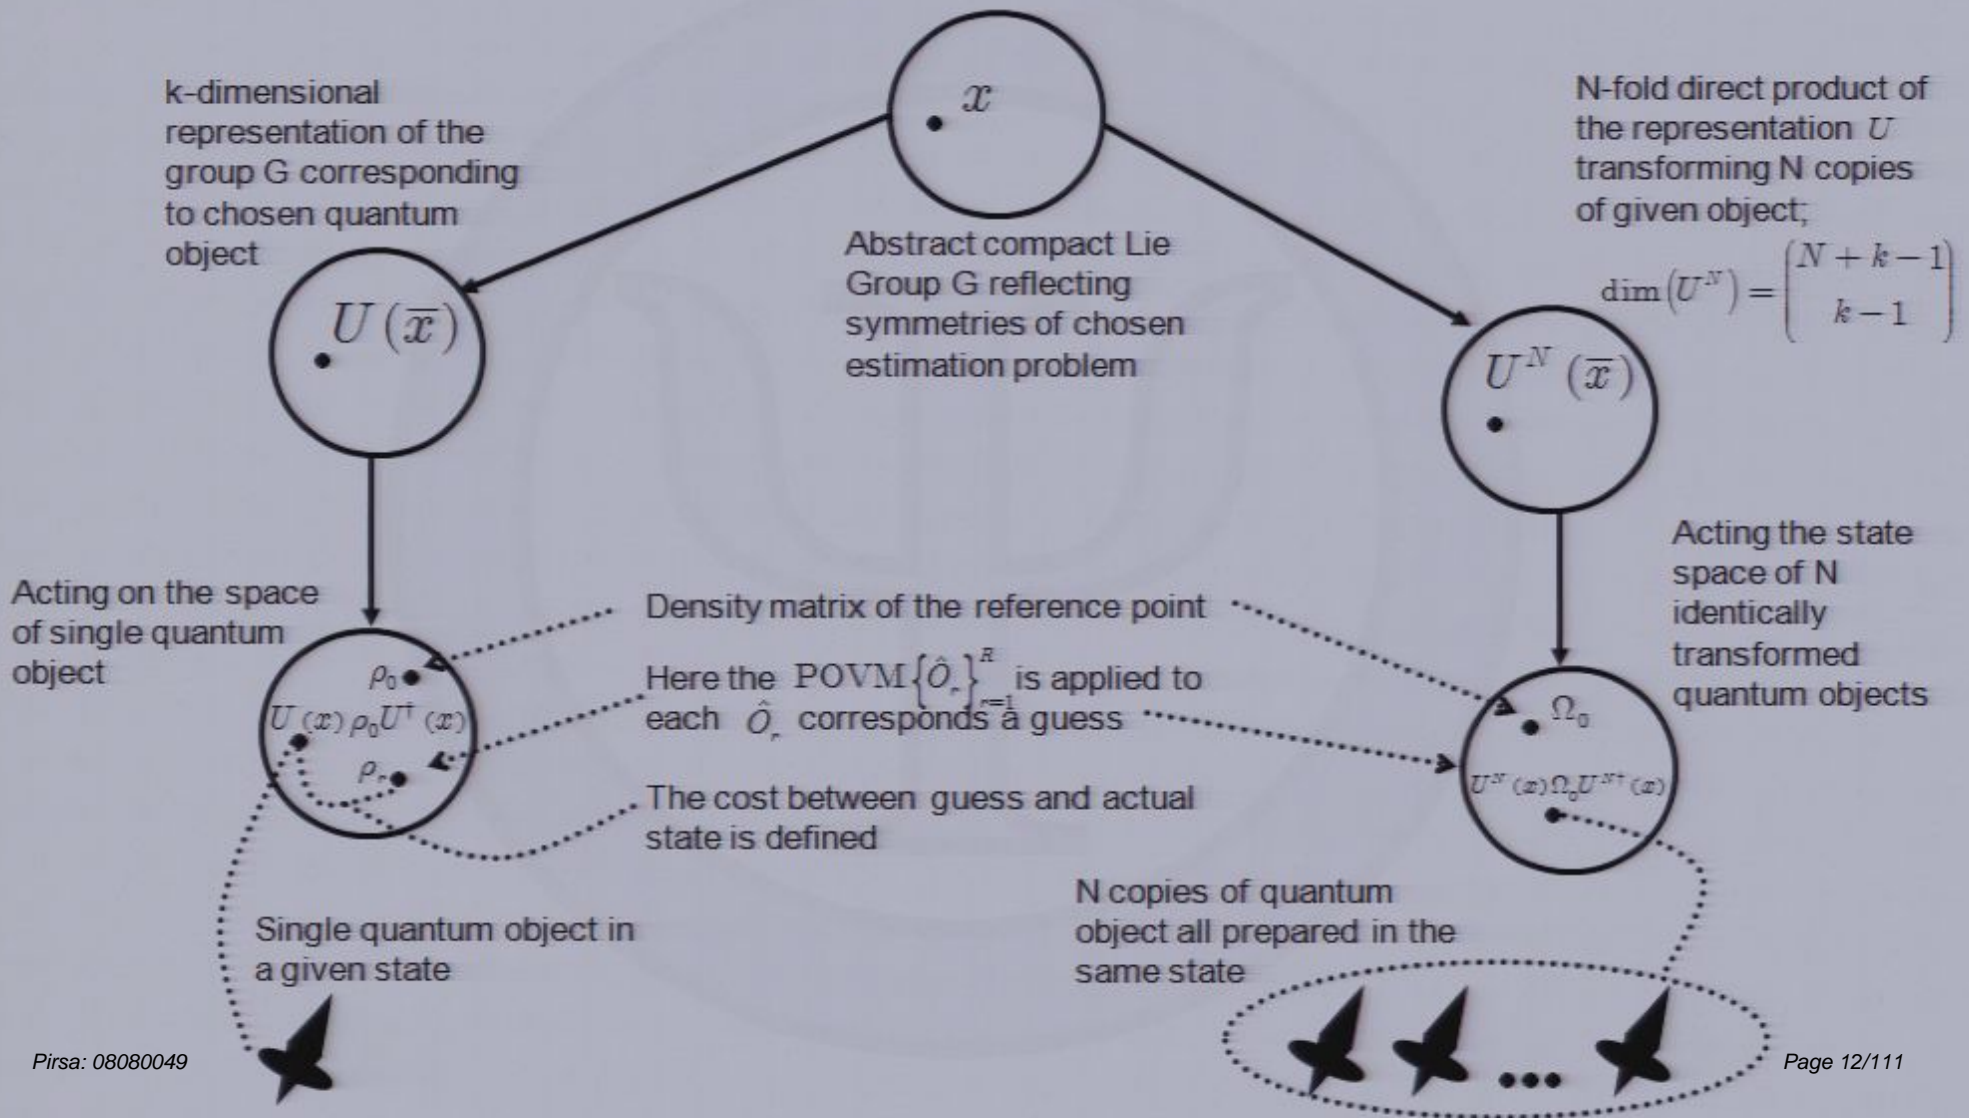 x
k-dimensional
representation of the
group G corresponding
to chosen quantum
object
N-fold direct product of
the representation U
transforming N copies
of given object;
dim(U^N) = (N + k − 1
k − 1)
Abstract compact Lie
Group G reflecting
symmetries of chosen
estimation problem
U(x̅)
U^N(x̅)
Acting on the space
of single quantum
object
Acting the state
space of N
identically
transformed
quantum objects
Density matrix of the reference point
Here the POVM{Ô_r}_{r=1}^R is applied to
each Ô_r corresponds a guess
The cost between guess and actual
state is defined
ρ_0
U(x)ρ_0U†(x)
ρ_r
Ω_0
U^N(x)Ω_0U^{N†}(x)
Single quantum object in
a given state
N copies of quantum
object all prepared in the
same state
Pirsa: 08080049
Page 12/111